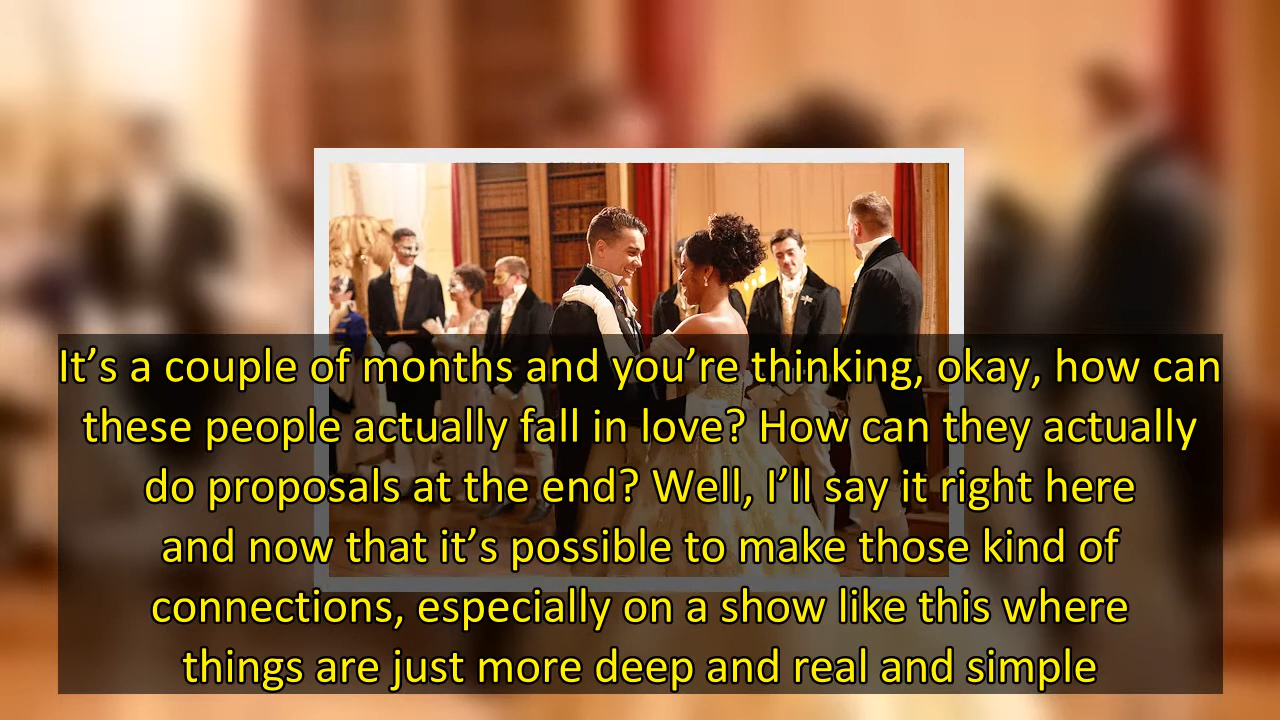 It’s a couple of months and you’re thinking, okay, how can
these people actually fall in love? How can they actually
do proposals at the end? Well, I’ll say it right here
and now that it’s possible to make those kind of
connections, especially on a show like this where
things are just more deep and real and simple